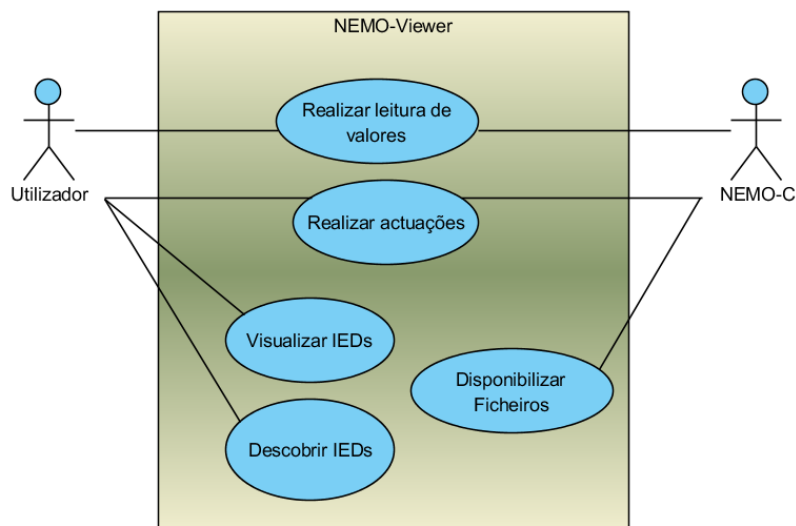 NEMO-Viewer
Realizar leitura de
valores
Utilizador
NEMO-C
Realizar actuações
Visualizar IEDs
Disponibilizar
Ficheiros
Descobrir IEDs